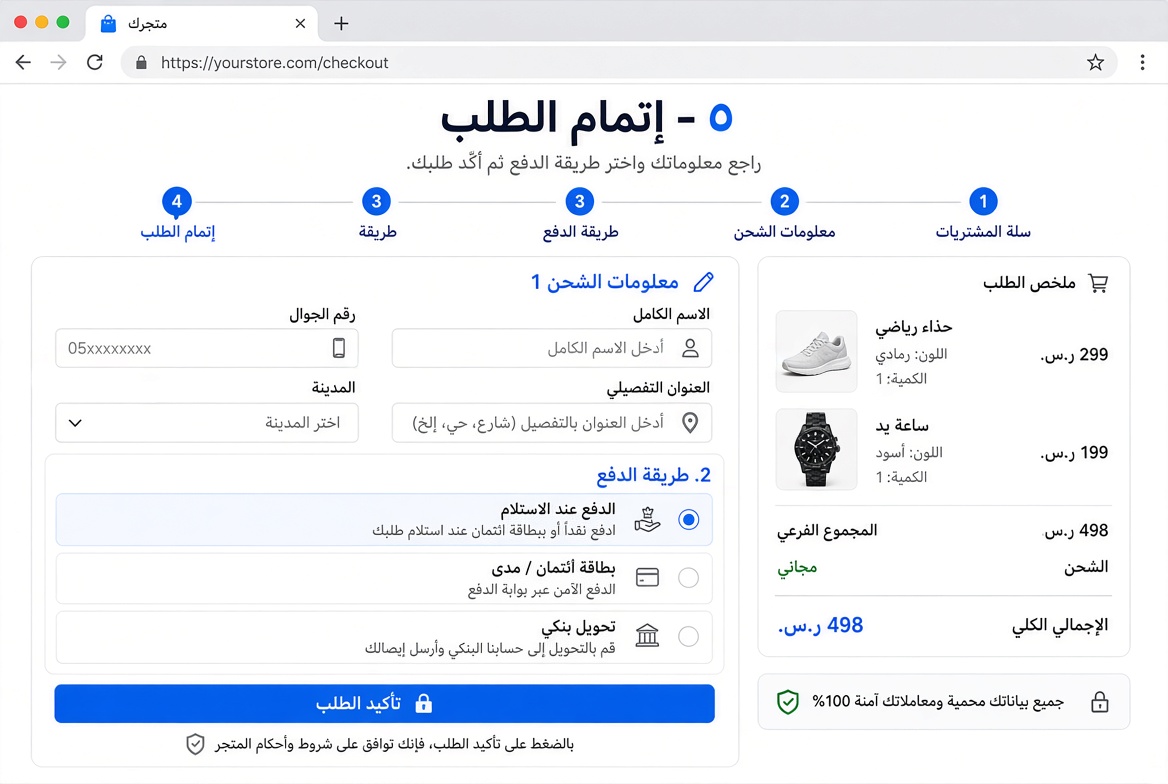 متجرك
https://yourstore.com/checkout
٥ - إتمام الطلب
راجع معلوماتك واختر طريقة الدفع ثم أكّد طلبك.
1
سلة المشتريات
2
معلومات الشحن
3
طريقة الدفع
3
طريقة
4
إتمام الطلب
ملخص الطلب
حذاء رياضي
اللون: رمادي
الكمية: 1
299 ر.س.
ساعة يد
اللون: أسود
الكمية: 1
199 ر.س.
498 ر.س. المجموع الفرعي
الشحن مجاني
الإجمالي الكلي 498 ر.س.
جميع بياناتك محمية ومعاملاتك آمنة 100%
معلومات الشحن 1
الاسم الكامل
أدخل الاسم الكامل
رقم الجوال
05xxxxxxxx
العنوان التفصيلي
أدخل العنوان بالتفصيل (شارع، حي، إلخ)
المدينة
اختر المدينة
2. طريقة الدفع
الدفع عند الاستلام
ادفع نقداً أو ببطاقة ائتمان عند استلام طلبك
بطاقة أئتمان / مدى
الدفع الآمن عبر بوابة الدفع
تحويل بنكي
قم بالتحويل إلى حسابنا البنكي وأرسل إيصالك
تأكيد الطلب
بالضغط على تأكيد الطلب، فإنك توافق على شروط وأحكام المتجر